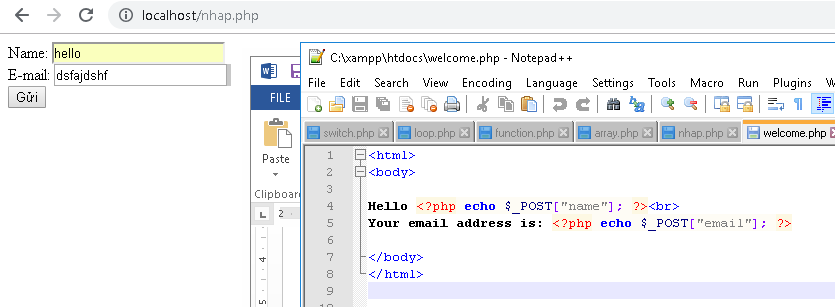 localhost/nhap.php
Name: hello
E-mail: dsfajdshf
Gửi
FILE
Paste
Clipboard
L 2
4
5
C:\xampp\htdocs\welcome.php - Notepad++
File Edit Search View Encoding Language Settings Tools Macro Run Plugins W
switch.php loop.php function.php array.php nhap.php welcome.php
1 <html>
2 <body>
3
4 Hello <?php echo $_POST["name"]; ?><br>
5 Your email address is: <?php echo $_POST["email"]; ?>
6
7 </body>
8 </html>
9